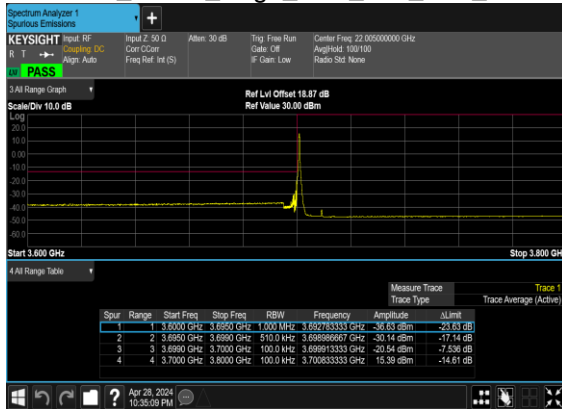 Spectrum Analyzer 1
Spurious Emissions
+
KEYSIGHT Input: RF Input Z: 50 Ω Atten: 30 dB Trig: Free Run Center Freq: 22.005000000 GHz
R T Coupling: DC Corr CCorr Gate: Off Avg|Hold: 100/100
Align: Auto Freq Ref: Int (S) IF Gain: Low Radio Std: None
PASS
3 All Range Graph Ref Lvl Offset 18.87 dB
Scale/Div 10.0 dB Ref Value 30.00 dBm
Log
20.0
10.0
0.00
-10.0
-20.0
-30.0
-40.0
-50.0
-60.0
Start 3.600 GHz Stop 3.800 GH
4 All Range Table
Measure Trace Trace 1
Trace Type Trace Average (Active)
Spur Range Start Freq Stop Freq RBW Frequency Amplitude ΔLimit
1 1 3.6000 GHz 3.6950 GHz 1.000 MHz 3.692783333 GHz -36.63 dBm -23.63 dB
2 2 3.6950 GHz 3.6990 GHz 510.0 kHz 3.698986667 GHz -30.14 dBm -17.14 dB
3 3 3.6990 GHz 3.7000 GHz 100.0 kHz 3.699913333 GHz -20.54 dBm -7.536 dB
4 4 3.7000 GHz 3.8000 GHz 100.0 kHz 3.700833333 GHz 15.39 dBm -14.61 dB
? Apr 28, 2024
10:35:09 PM